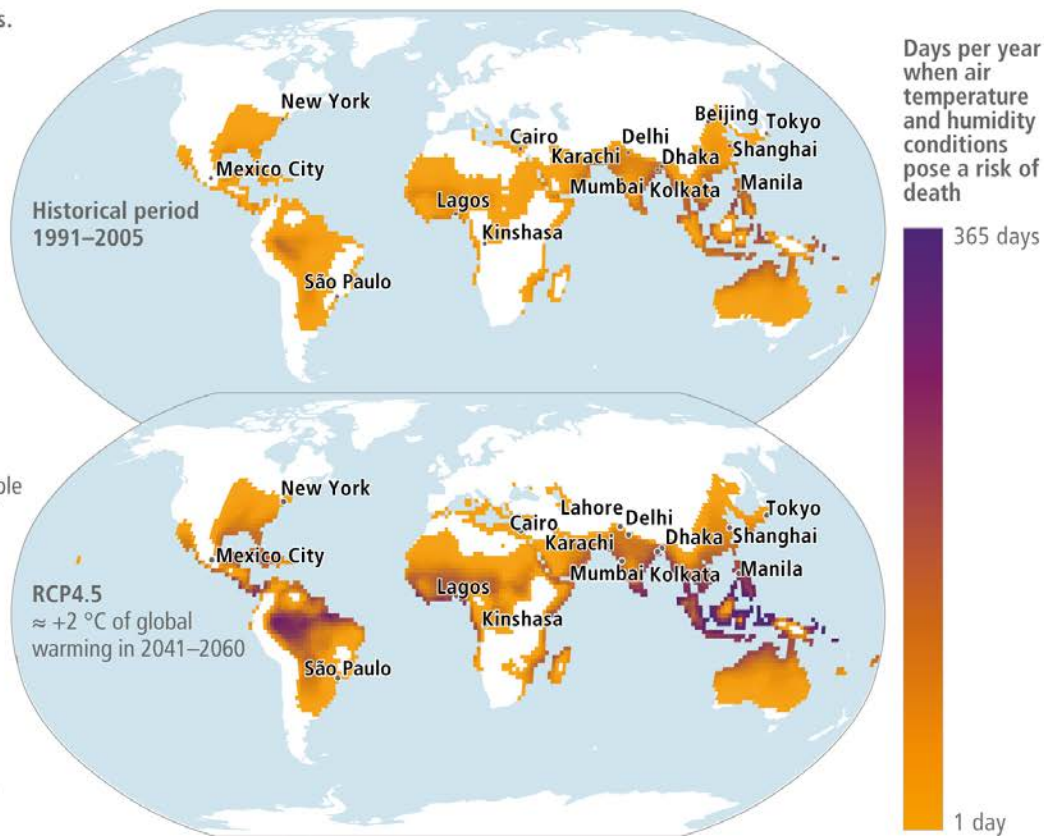 s.
New York
Mexico City
Historical period
1991–2005
São Paulo
Cairo
Lagos
Kinshasa
Karachi
Delhi
Dhaka
Mumbai
Kolkata
Beijing
Tokyo
Shanghai
Manila
Days per year
when air
temperature
and humidity
conditions
pose a risk of
death
365 days
1 day
ble
New York
Mexico City
RCP4.5
≈ +2 °C of global
warming in 2041–2060
São Paulo
Cairo
Lagos
Kinshasa
Lahore
Delhi
Karachi
Dhaka
Mumbai
Kolkata
Tokyo
Shanghai
Manila